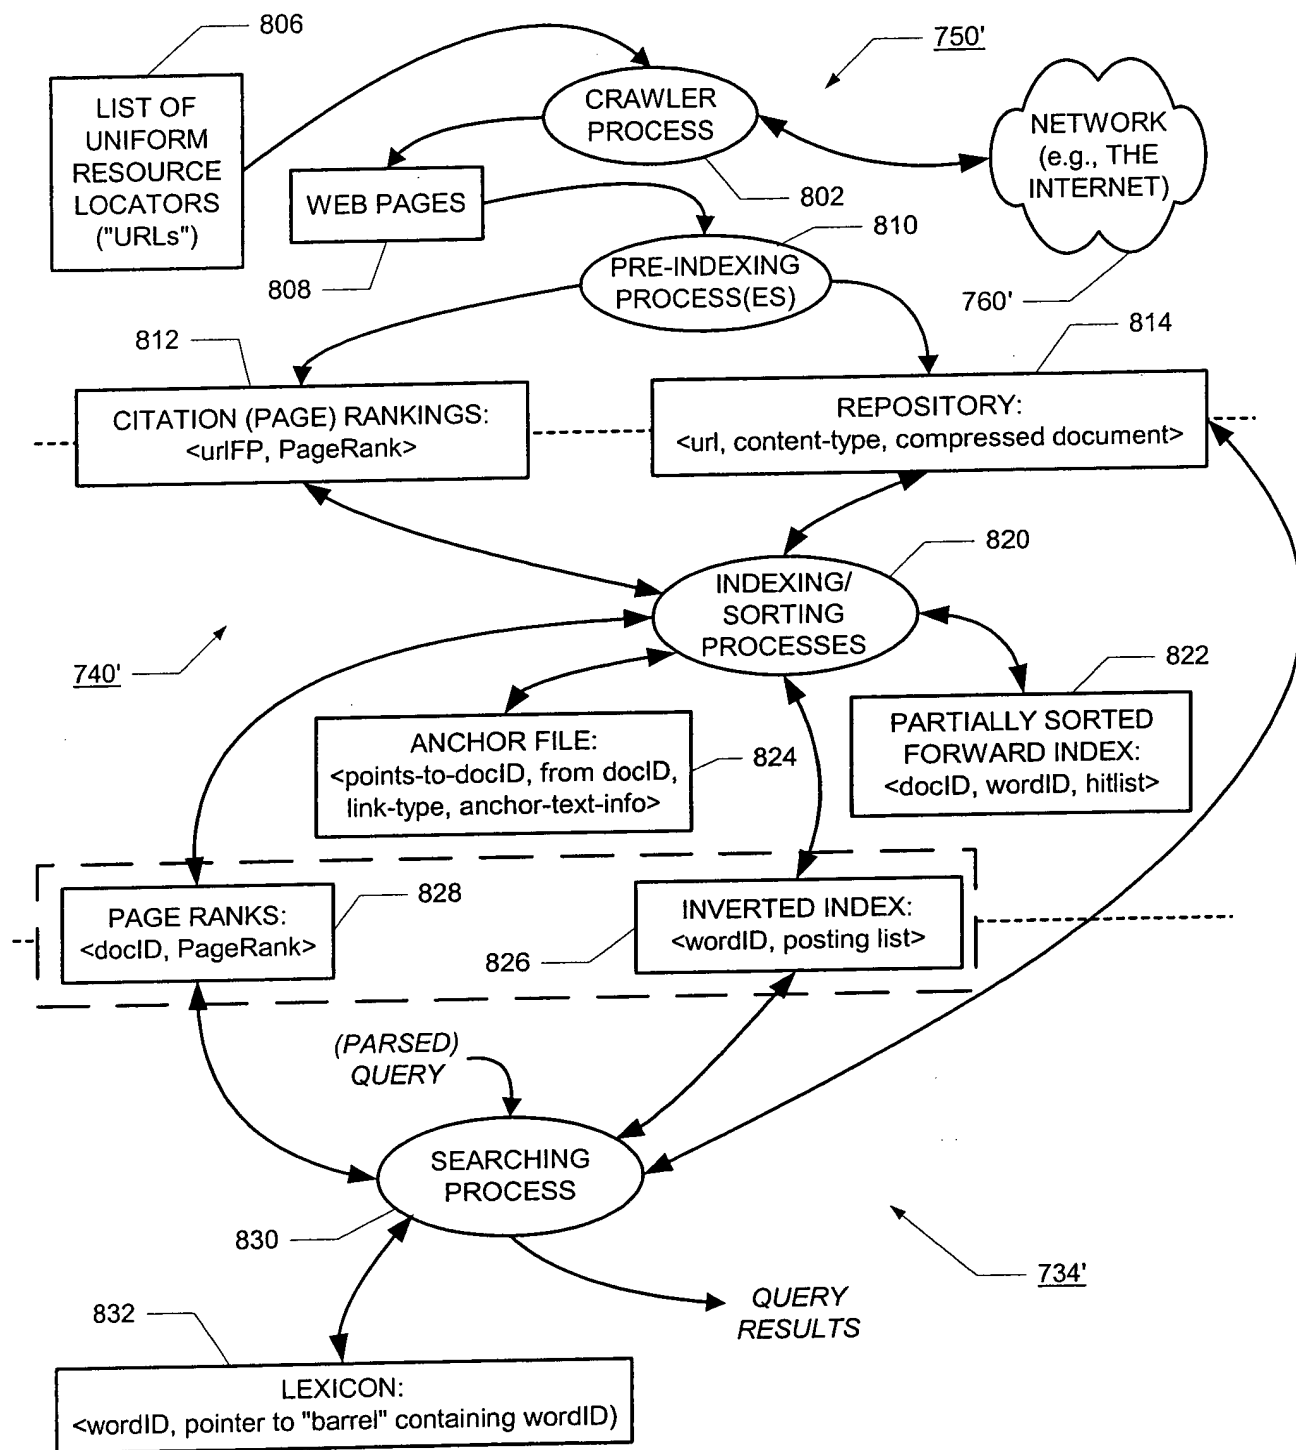 806
750'
LIST OF
UNIFORM
RESOURCE
LOCATORS
("URLs")
CRAWLER
PROCESS
NETWORK
(e.g., THE
INTERNET)
802
WEB PAGES
810
808
PRE-INDEXING
PROCESS(ES)
760'
812
814
CITATION (PAGE) RANKINGS:
<urlFP, PageRank>
REPOSITORY:
<url, content-type, compressed document>
820
INDEXING/
SORTING
PROCESSES
740'
822
PARTIALLY SORTED
FORWARD INDEX:
<docID, wordID, hitlist>
ANCHOR FILE:
<points-to-docID, from docID,
link-type, anchor-text-info>
824
PAGE RANKS:
<docID, PageRank>
828
INVERTED INDEX:
<wordID, posting list>
826
(PARSED)
QUERY
SEARCHING
PROCESS
830
734'
QUERY
RESULTS
832
LEXICON:
<wordID, pointer to "barrel" containing wordID)